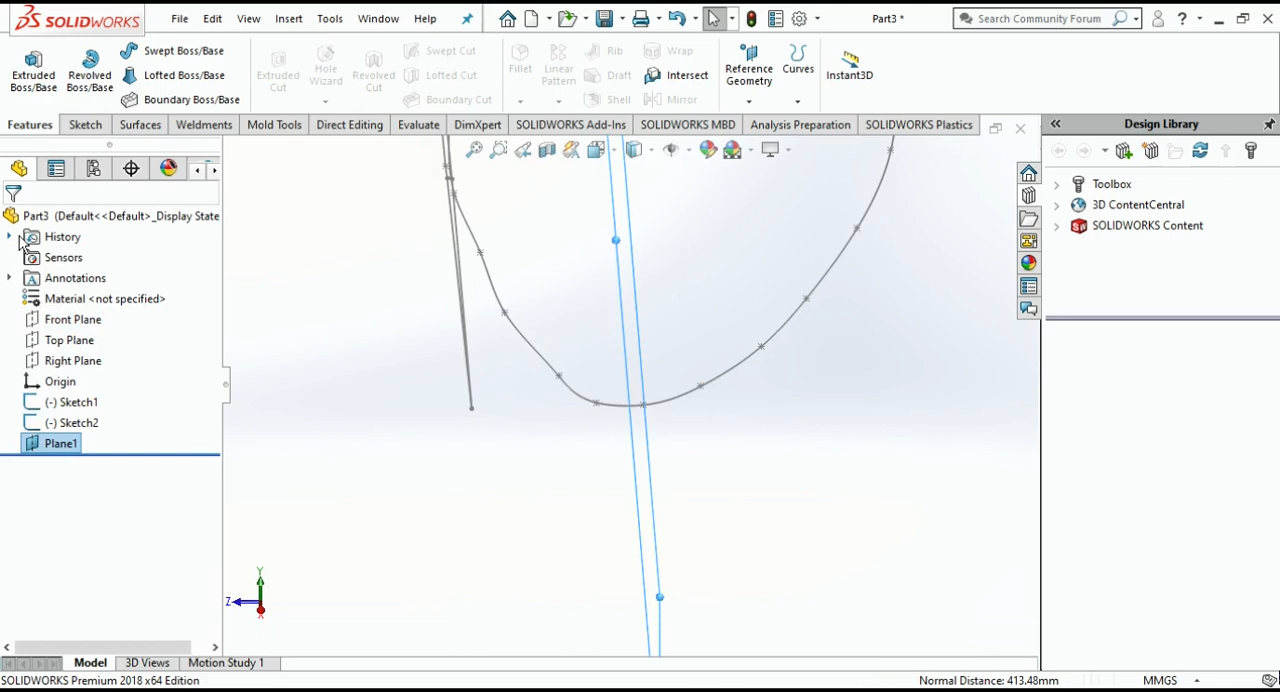 SOLIDWORKS File Edit View Insert Tools Window Help Part3 * Search Community Forum ?
Extruded Boss/Base Revolved Boss/Base Swept Boss/Base Lofted Boss/Base Boundary Boss/Base Extruded Cut Hole Wizard Revolved Cut Swept Cut Lofted Cut Boundary Cut Fillet Linear Pattern Rib Draft Shell Wrap Intersect Mirror Reference Geometry Curves Instant3D
Features Sketch Surfaces Weldments Mold Tools Direct Editing Evaluate DimXpert SOLIDWORKS Add-Ins SOLIDWORKS MBD Analysis Preparation SOLIDWORKS Plastics Design Library
Toolbox
3D ContentCentral
SOLIDWORKS Content
Part3 (Default<<Default>_Display State
History
Sensors
Annotations
Material <not specified>
Front Plane
Top Plane
Right Plane
Origin
(-) Sketch1
(-) Sketch2
Plane1
Y
Z
X
Model 3D Views Motion Study 1
SOLIDWORKS Premium 2018 x64 Edition Normal Distance: 413.48mm MMGS